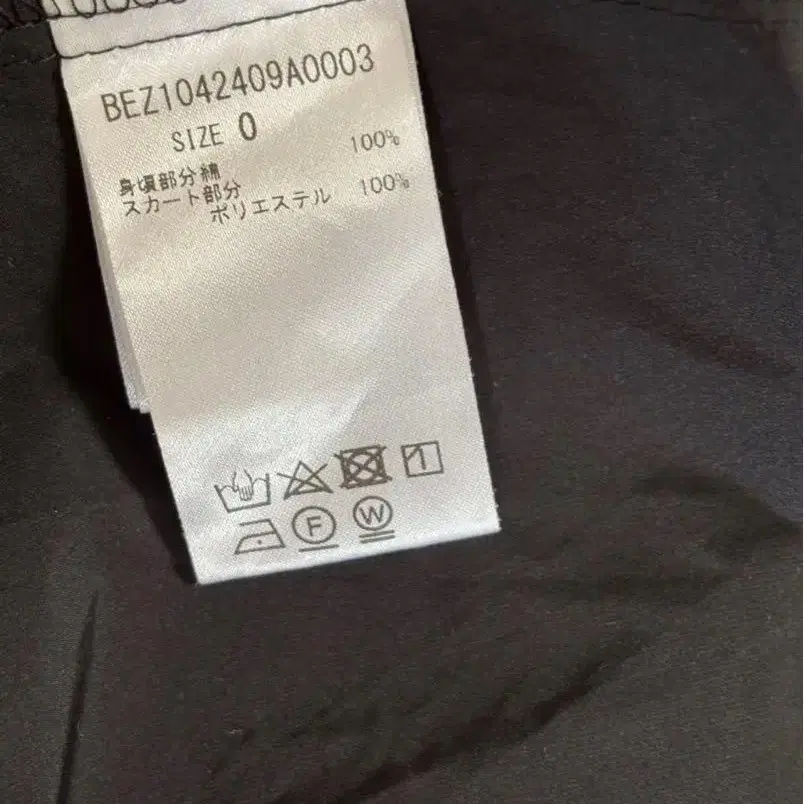 BEZ1042409A0003
SIZE 0
身頃部分綿 100%
スカート部分
ポリエステル 100%
F W